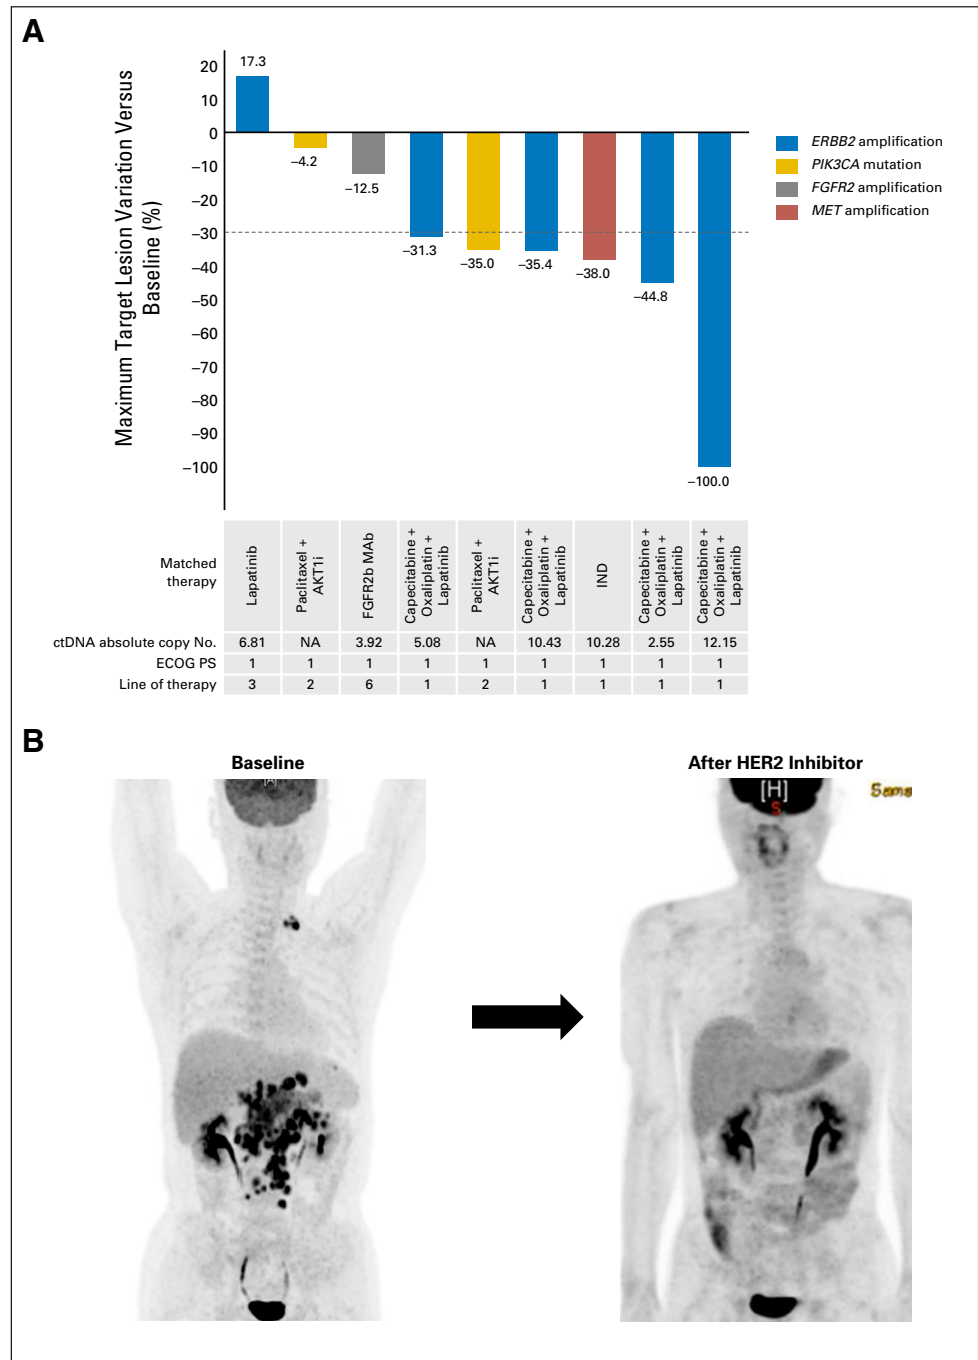 A
Maximum Target Lesion Variation Versus
Baseline (%)
20
10
0
−10
−20
−30
−40
−50
−60
−70
−80
−90
−100
17.3
−4.2
−12.5
−31.3
−35.0
−35.4
−38.0
−44.8
−100.0
ERBB2 amplification
PIK3CA mutation
FGFR2 amplification
MET amplification
Matched
therapy
Lapatinib
Paclitaxel +
AKT1i
FGFR2b MAb
Capecitabine +
Oxaliplatin +
Lapatinib
Paclitaxel +
AKT1i
Capecitabine +
Oxaliplatin +
Lapatinib
IND
Capecitabine +
Oxaliplatin +
Lapatinib
Capecitabine +
Oxaliplatin +
Lapatinib
ctDNA absolute copy No. 6.81 NA 3.92 5.08 NA 10.43 10.28 2.55 12.15
ECOG PS 1 1 1 1 1 1 1 1 1
Line of therapy 3 2 6 1 2 1 1 1 1
B
Baseline
After HER2 Inhibitor
[A]
[H]
S